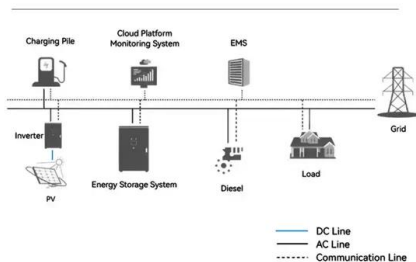 Charging Pile
Cloud Platform
Monitoring System
EMS
Grid
Inverter
PV
Energy Storage System
Diesel
Load
DC Line
AC Line
Communication Line